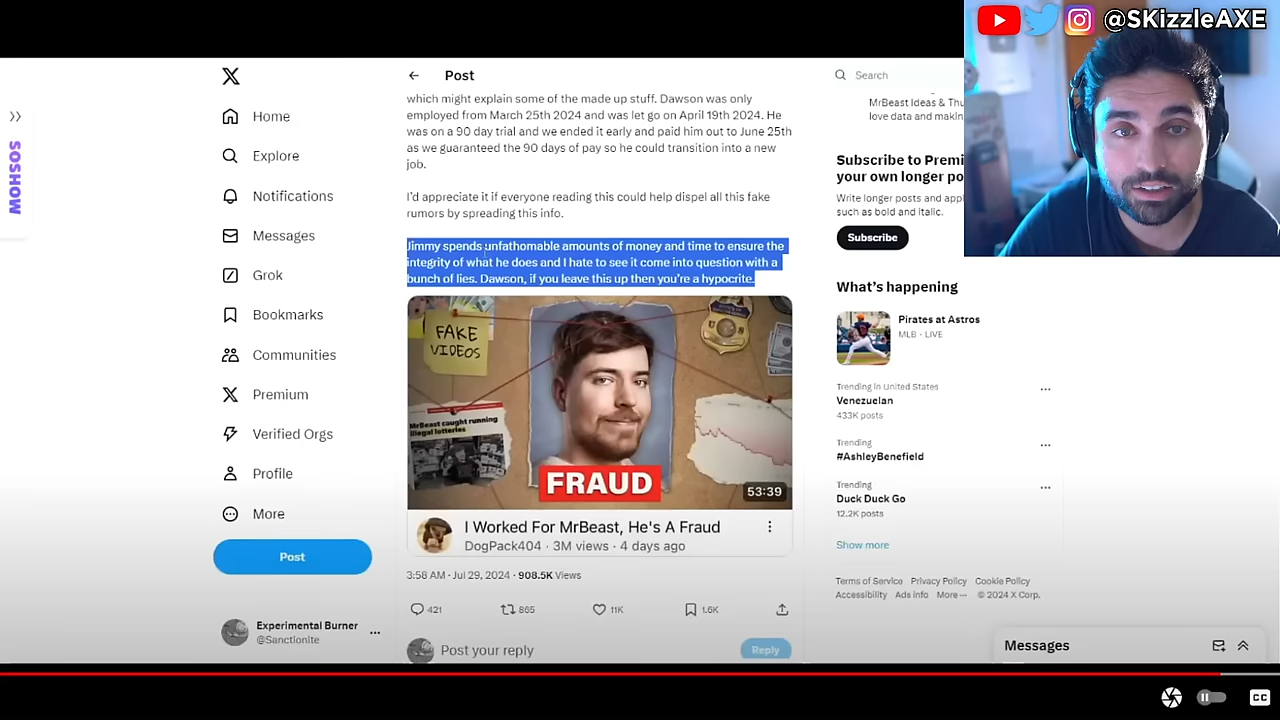 @SKizzleAXE
SOSHOW
Home
Explore
Notifications
Messages
Grok
Bookmarks
Communities
Premium
Verified Orgs
Profile
More
Post
Experimental Burner
@Sanctionite
Post
which might explain some of the made up stuff. Dawson was only
employed from March 25th 2024 and was let go on April 19th 2024. He
was on a 90 day trial and we ended it early and paid him out to June 25th
as we guaranteed the 90 days of pay so he could transition into a new
job.
I'd appreciate it if everyone reading this could help dispel all this fake
rumors by spreading this info.
Jimmy spends unfathomable amounts of money and time to ensure the
integrity of what he does and I hate to see it come into question with a
bunch of lies. Dawson, if you leave this up then you're a hypocrite.
FAKE
VIDEOS
MrBeast caught running
illegal lotteries
FRAUD
53:39
I Worked For MrBeast, He's A Fraud
DogPack404 · 3M views · 4 days ago
3:58 AM · Jul 29, 2024 · 908.5K Views
421
865
11K
1.6K
Post your reply
Reply
Search
MrBeast Ideas & Thu
love data and makin
Subscribe to Premi
your own longer po
Write longer posts and appl
such as bold and italic.
Subscribe
What's happening
Pirates at Astros
MLB · LIVE
Trending in United States
Venezuelan
433K posts
Trending
#AshleyBenefield
Trending
Duck Duck Go
12.2K posts
Show more
Terms of Service Privacy Policy Cookie Policy
Accessibility Ads info More ··· © 2024 X Corp.
Messages
CC